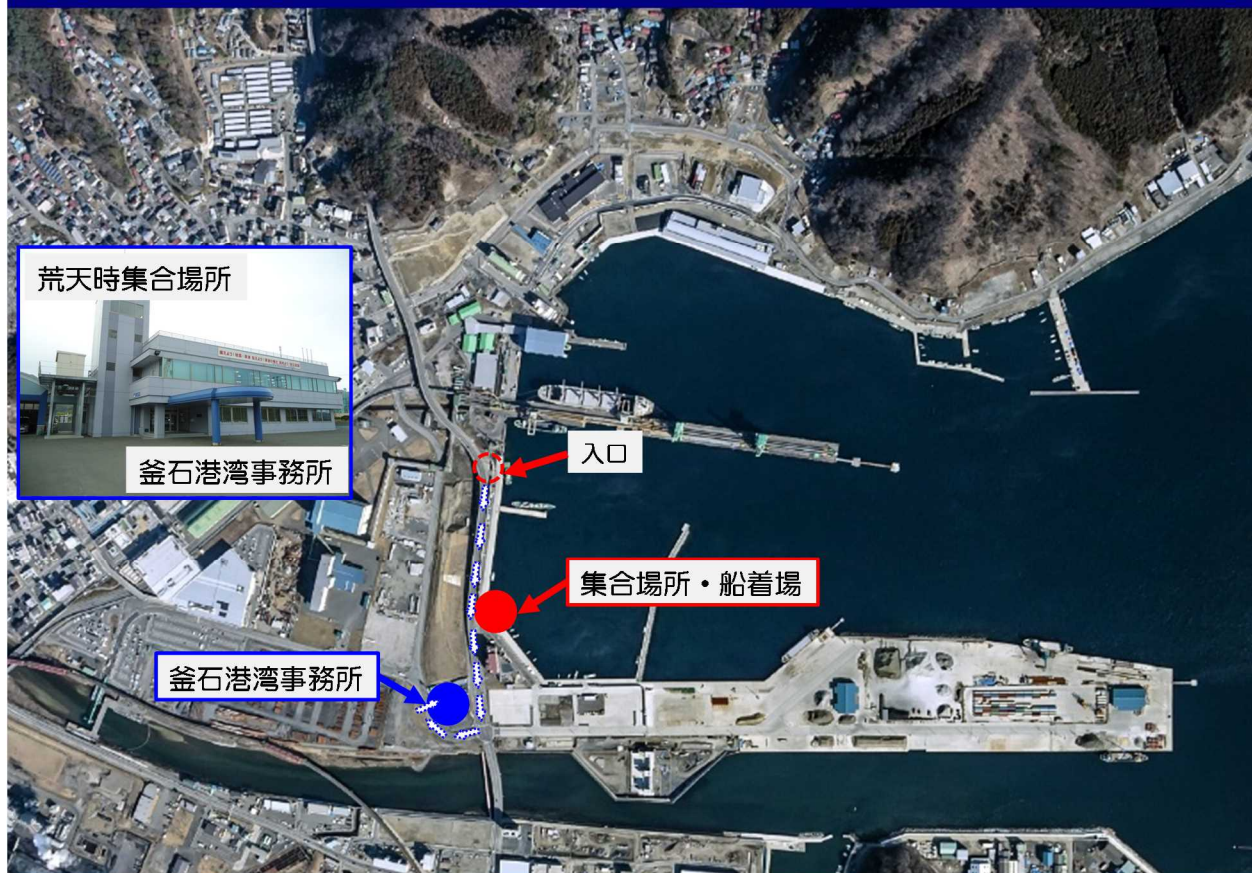 荒天時集合場所
釜石港湾事務所
入口
集合場所・船着場
釜石港湾事務所